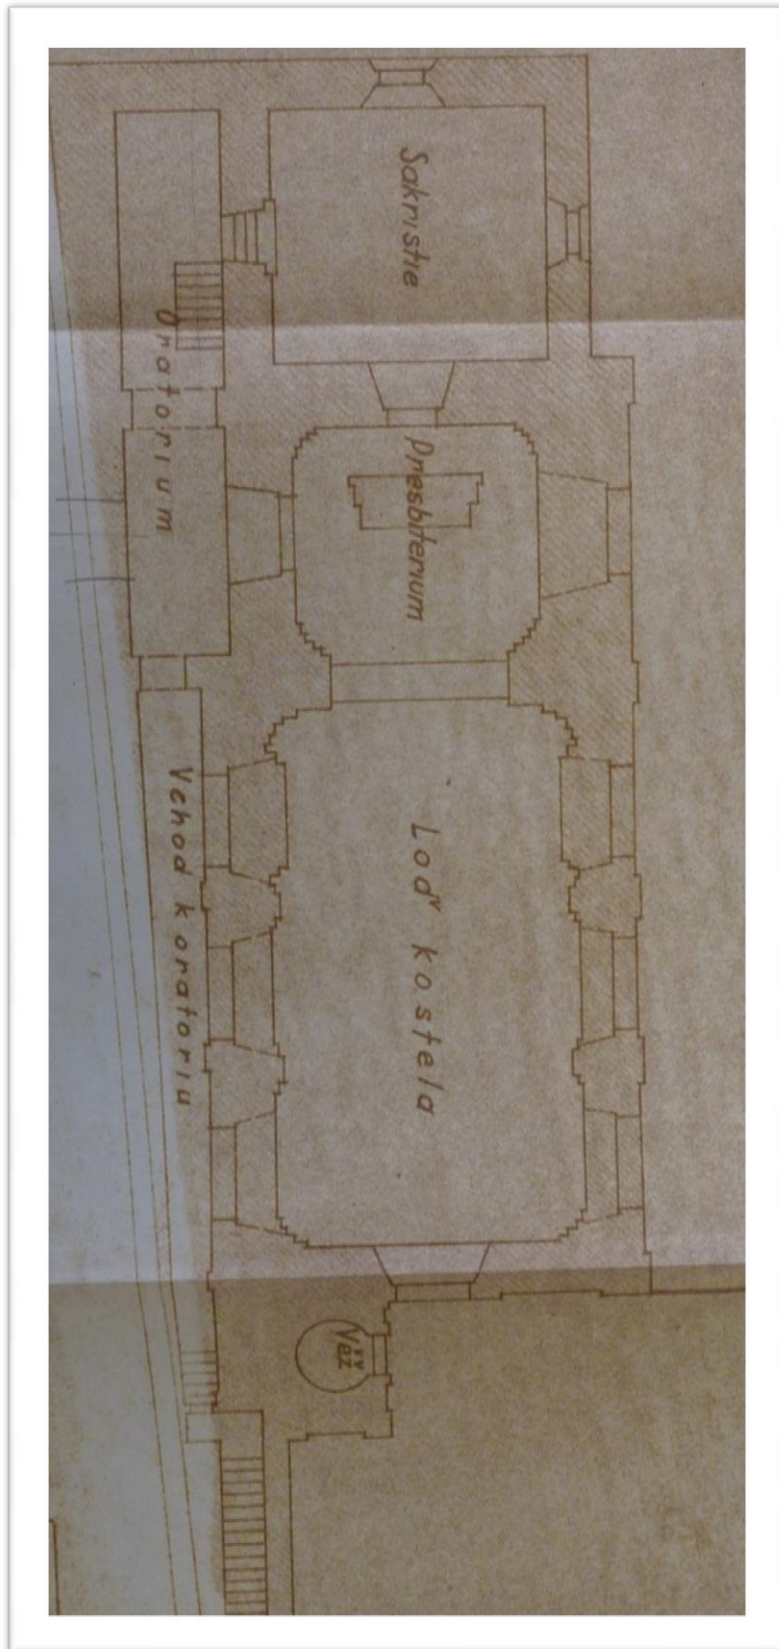 Sakristie
Oratorium
Presbiterium
Loď kostela
Vchod k oratoriu
Věž